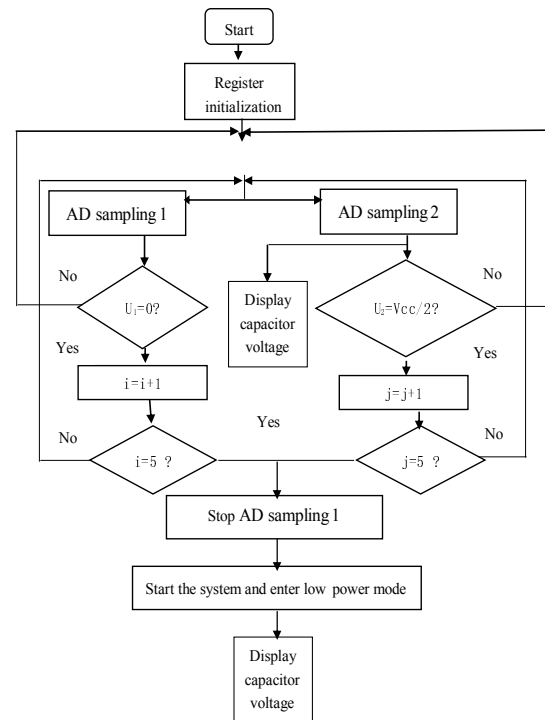 Start
Register
initialization
AD sampling 1
AD sampling 2
No
No
U₁=0?
Display
capacitor
voltage
U₂=Vcc/2?
Yes
Yes
i=i+1
j=j+1
Yes
No
No
i=5 ?
j=5 ?
Stop AD sampling 1
Start the system and enter low power mode
Display
capacitor
voltage